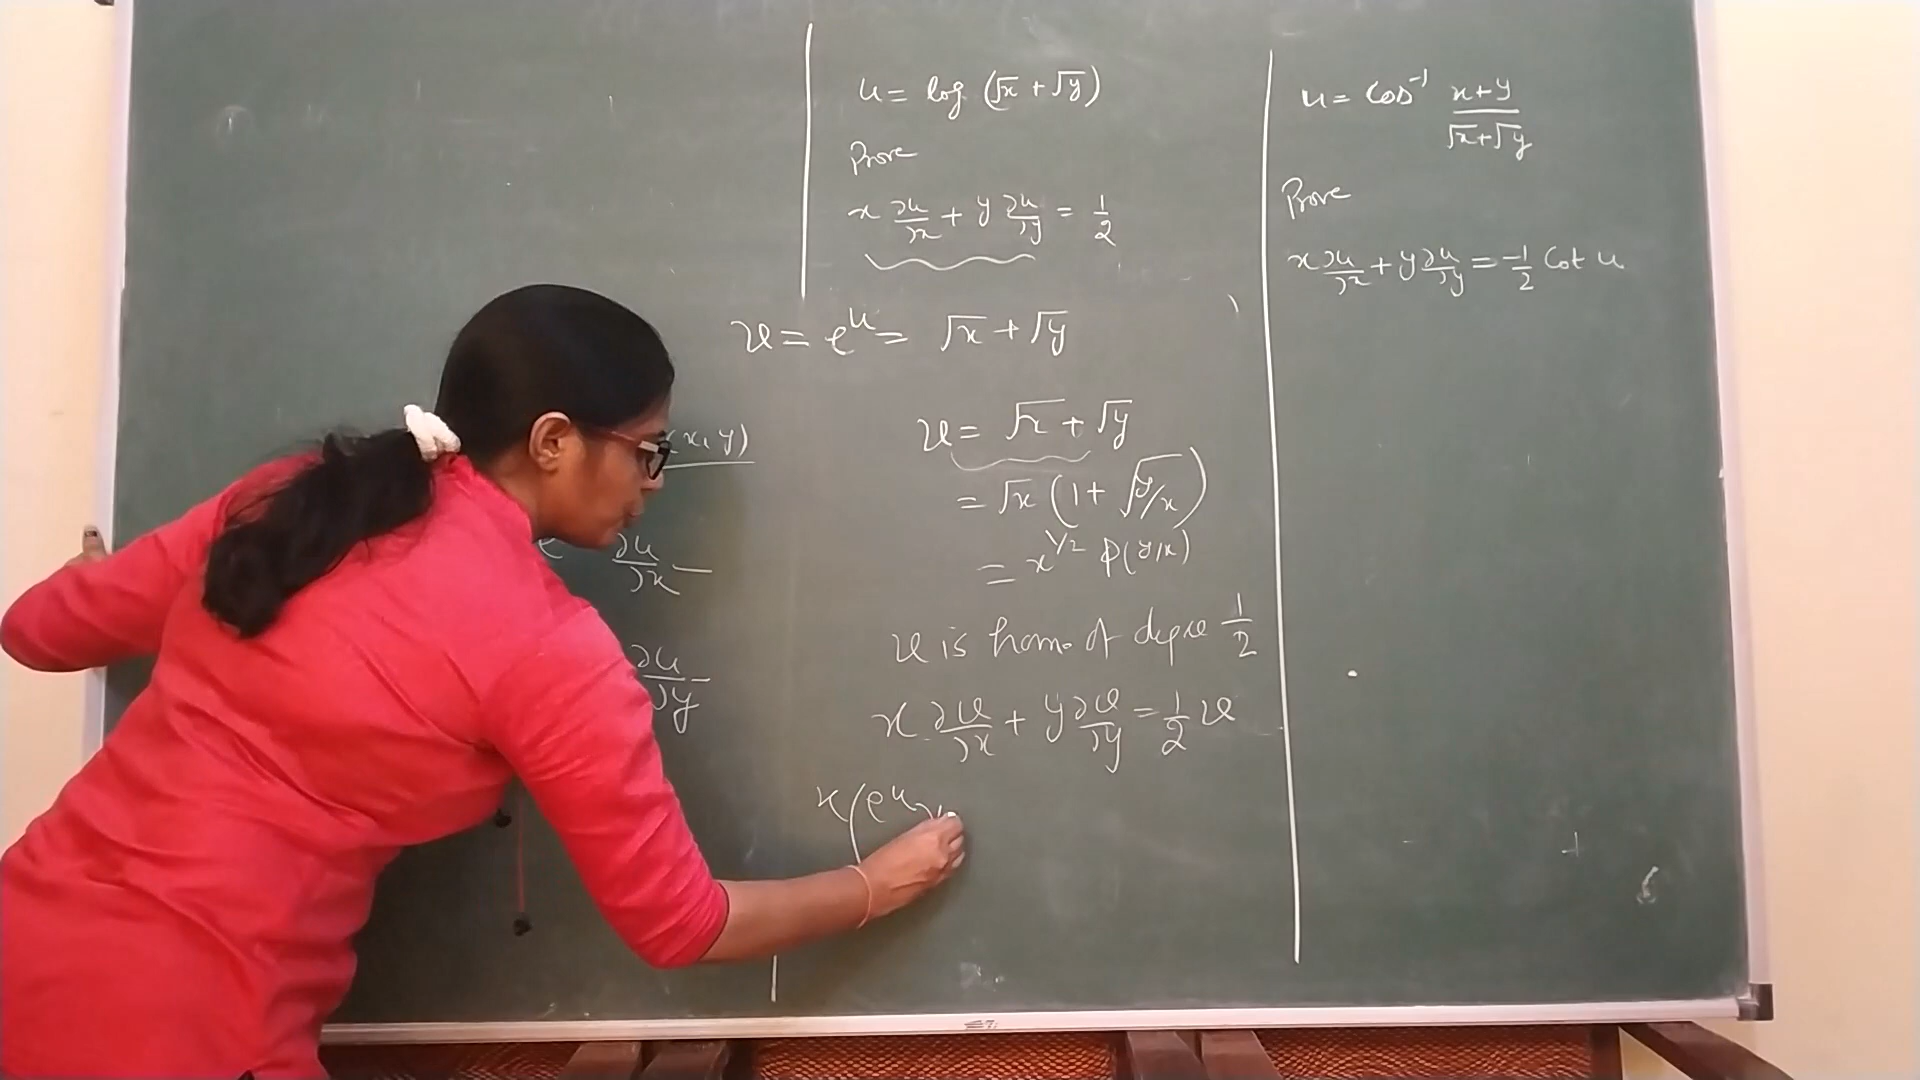 u = log (√x + √y)
Prove
x ∂u/∂x + y ∂u/∂y = 1/2
v = e^u = √x + √y
(x, y)
∂u/∂x
∂u/∂y
v = √x + √y
= √x (1 + √y/x)
= x^1/2 φ(y/x)
v is homo. of degree 1/2
x ∂v/∂x + y ∂v/∂y = 1/2 v
x (e^u
u = cos^-1 (x+y)/(√x+√y)
Prove
x ∂u/∂x + y ∂u/∂y = -1/2 cot u